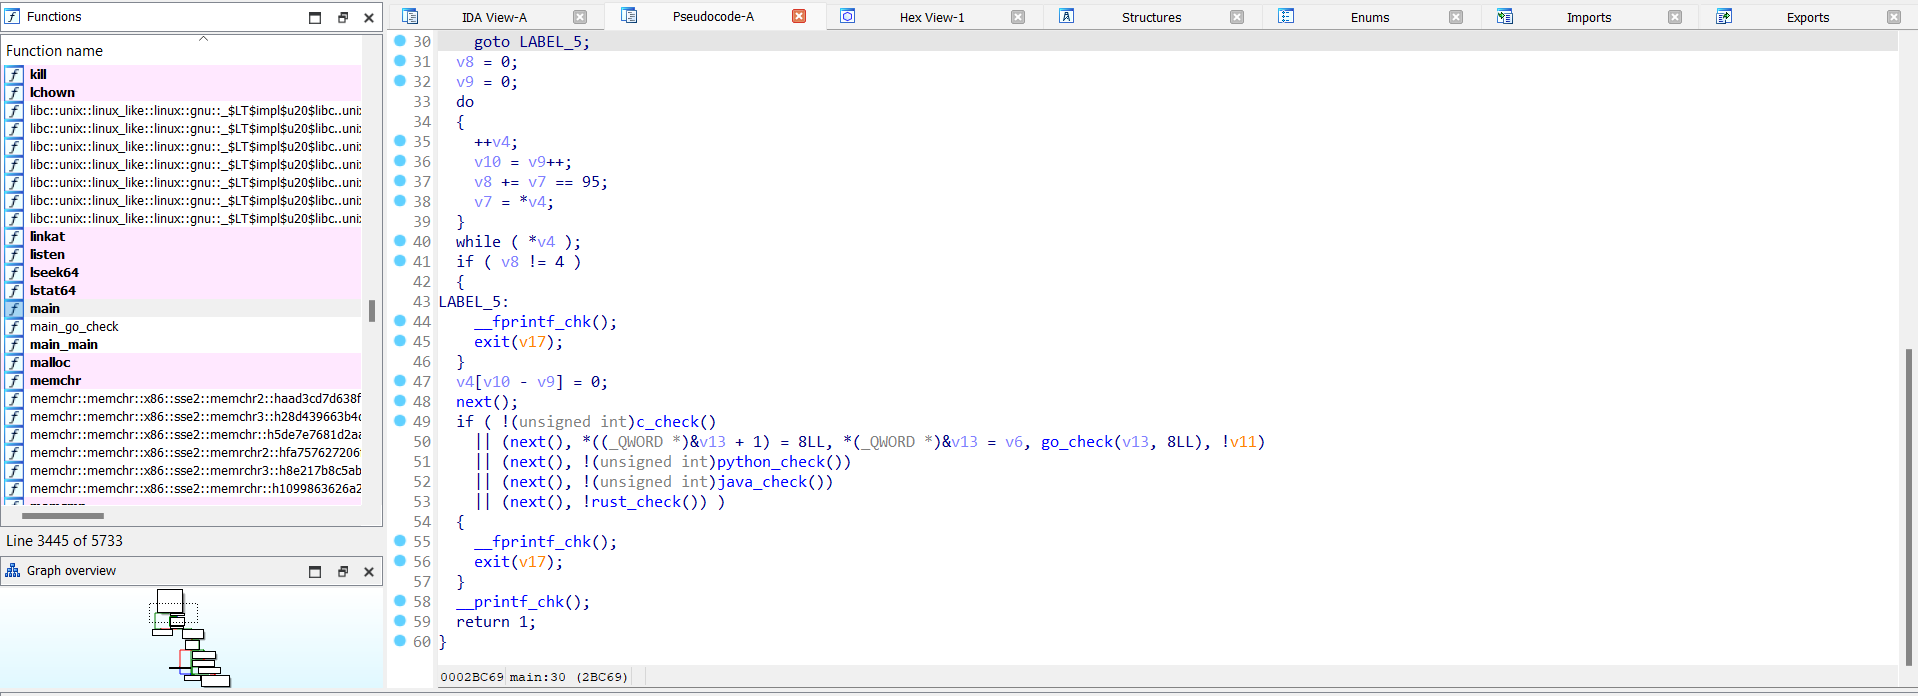 Functions
Function name
kill
lchown
libc::unix::linux_like::linux::gnu::_$LT$impl$u20$libc..unix
libc::unix::linux_like::linux::gnu::_$LT$impl$u20$libc..unix
libc::unix::linux_like::linux::gnu::_$LT$impl$u20$libc..unix
libc::unix::linux_like::linux::gnu::_$LT$impl$u20$libc..unix
libc::unix::linux_like::linux::gnu::_$LT$impl$u20$libc..unix
libc::unix::linux_like::linux::gnu::_$LT$impl$u20$libc..unix
libc::unix::linux_like::linux::gnu::_$LT$impl$u20$libc..unix
linkat
listen
lseek64
lstat64
main
main_go_check
main_main
malloc
memchr
memchr::memchr::x86::sse2::memchr2::haad3cd7d638f
memchr::memchr::x86::sse2::memchr3::h28d439663b4c
memchr::memchr::x86::sse2::memrchr::h5de7e7681d2aa
memchr::memchr::x86::sse2::memrchr2::hfa757627206
memchr::memchr::x86::sse2::memchr3::h8e217b8c5ab
memchr::memchr::x86::sse2::memrchr::h1099863626a2
Line 3445 of 5733
Graph overview
IDA View-A
Pseudocode-A
Hex View-1
Structures
Enums
Imports
Exports
30 goto LABEL_5;
31 v8 = 0;
32 v9 = 0;
33 do
34 {
35 ++v4;
36 v10 = v9++;
37 v8 += v7 == 95;
38 v7 = *v4;
39 }
40 while ( *v4 );
41 if ( v8 != 4 )
42 {
43 LABEL_5:
44 __fprintf_chk();
45 exit(v17);
46 }
47 v4[v10 - v9] = 0;
48 next();
49 if ( !(unsigned int)c_check()
50 || (next(), *((_QWORD *)&v13 + 1) = 8LL, *(_QWORD *)&v13 = v6, go_check(v13, 8LL), !v11)
51 || (next(), !(unsigned int)python_check())
52 || (next(), !(unsigned int)java_check())
53 || (next(), !rust_check()) )
54 {
55 __fprintf_chk();
56 exit(v17);
57 }
58 __printf_chk();
59 return 1;
60 }
0002BC69 main:30 (2BC69)